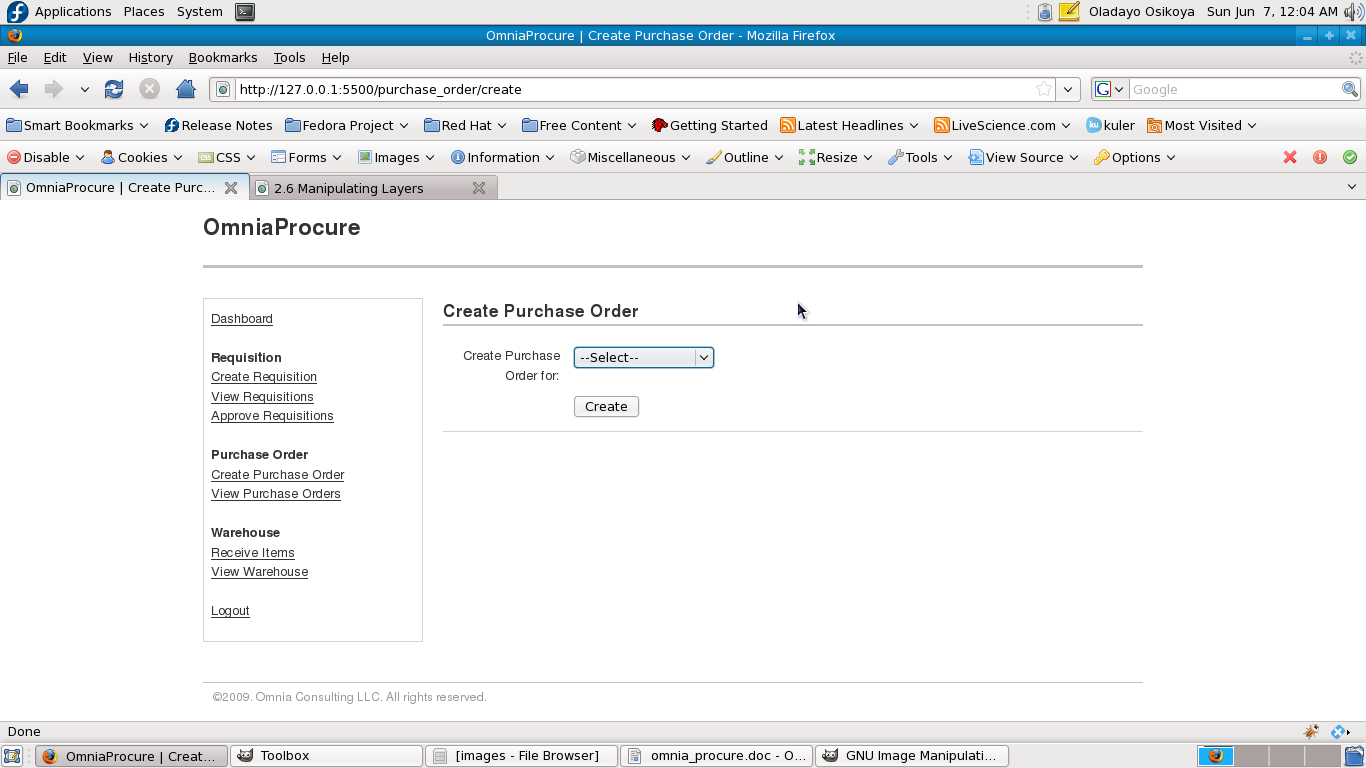 Applications Places System Oladayo Osikoya Sun Jun 7, 12:04 AM
OmniaProcure | Create Purchase Order - Mozilla Firefox
File Edit View History Bookmarks Tools Help
http://127.0.0.1:5500/purchase_order/create G Google
Smart Bookmarks Release Notes Fedora Project Red Hat Free Content Getting Started Latest Headlines LiveScience.com ku kuler Most Visited
Disable Cookies CSS Forms Images Information Miscellaneous Outline Resize Tools View Source Options
OmniaProcure | Create Purc... 2.6 Manipulating Layers
OmniaProcure
Dashboard
Requisition
Create Requisition
View Requisitions
Approve Requisitions
Purchase Order
Create Purchase Order
View Purchase Orders
Warehouse
Receive Items
View Warehouse
Logout
Create Purchase Order
Create Purchase
Order for:
--Select--
Create
©2009. Omnia Consulting LLC. All rights reserved.
Done
OmniaProcure | Creat... Toolbox [images - File Browser] omnia_procure.doc - O... GNU Image Manipulati...